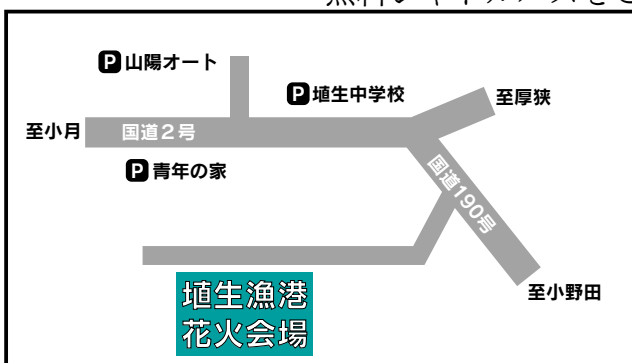 P 山陽オート
P 埴生中学校
至厚狭
至小月
国道2号
P 青年の家
国道190号
至小野田
埴生漁港
花火会場